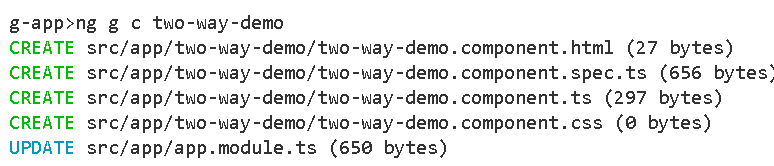 g-app>ng g c two-way-demo
CREATE src/app/two-way-demo/two-way-demo.component.html (27 bytes)
CREATE src/app/two-way-demo/two-way-demo.component.spec.ts (656 bytes)
CREATE src/app/two-way-demo/two-way-demo.component.ts (297 bytes)
CREATE src/app/two-way-demo/two-way-demo.component.css (0 bytes)
UPDATE src/app/app.module.ts (650 bytes)